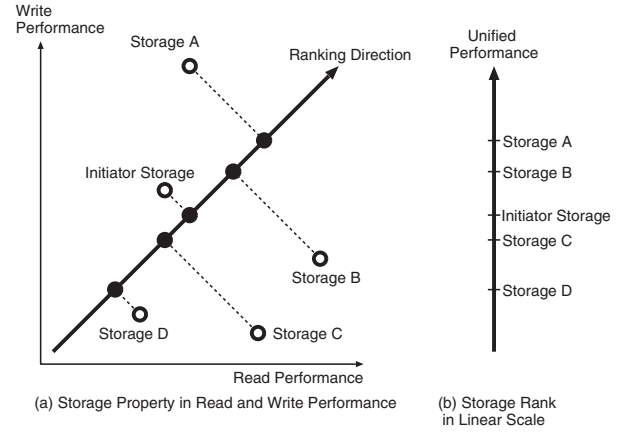 Write
Performance
Storage A
Ranking Direction
Initiator Storage
Storage B
Storage D
Storage C
Read Performance
(a) Storage Property in Read and Write Performance
Unified
Performance
Storage A
Storage B
Initiator Storage
Storage C
Storage D
(b) Storage Rank
in Linear Scale